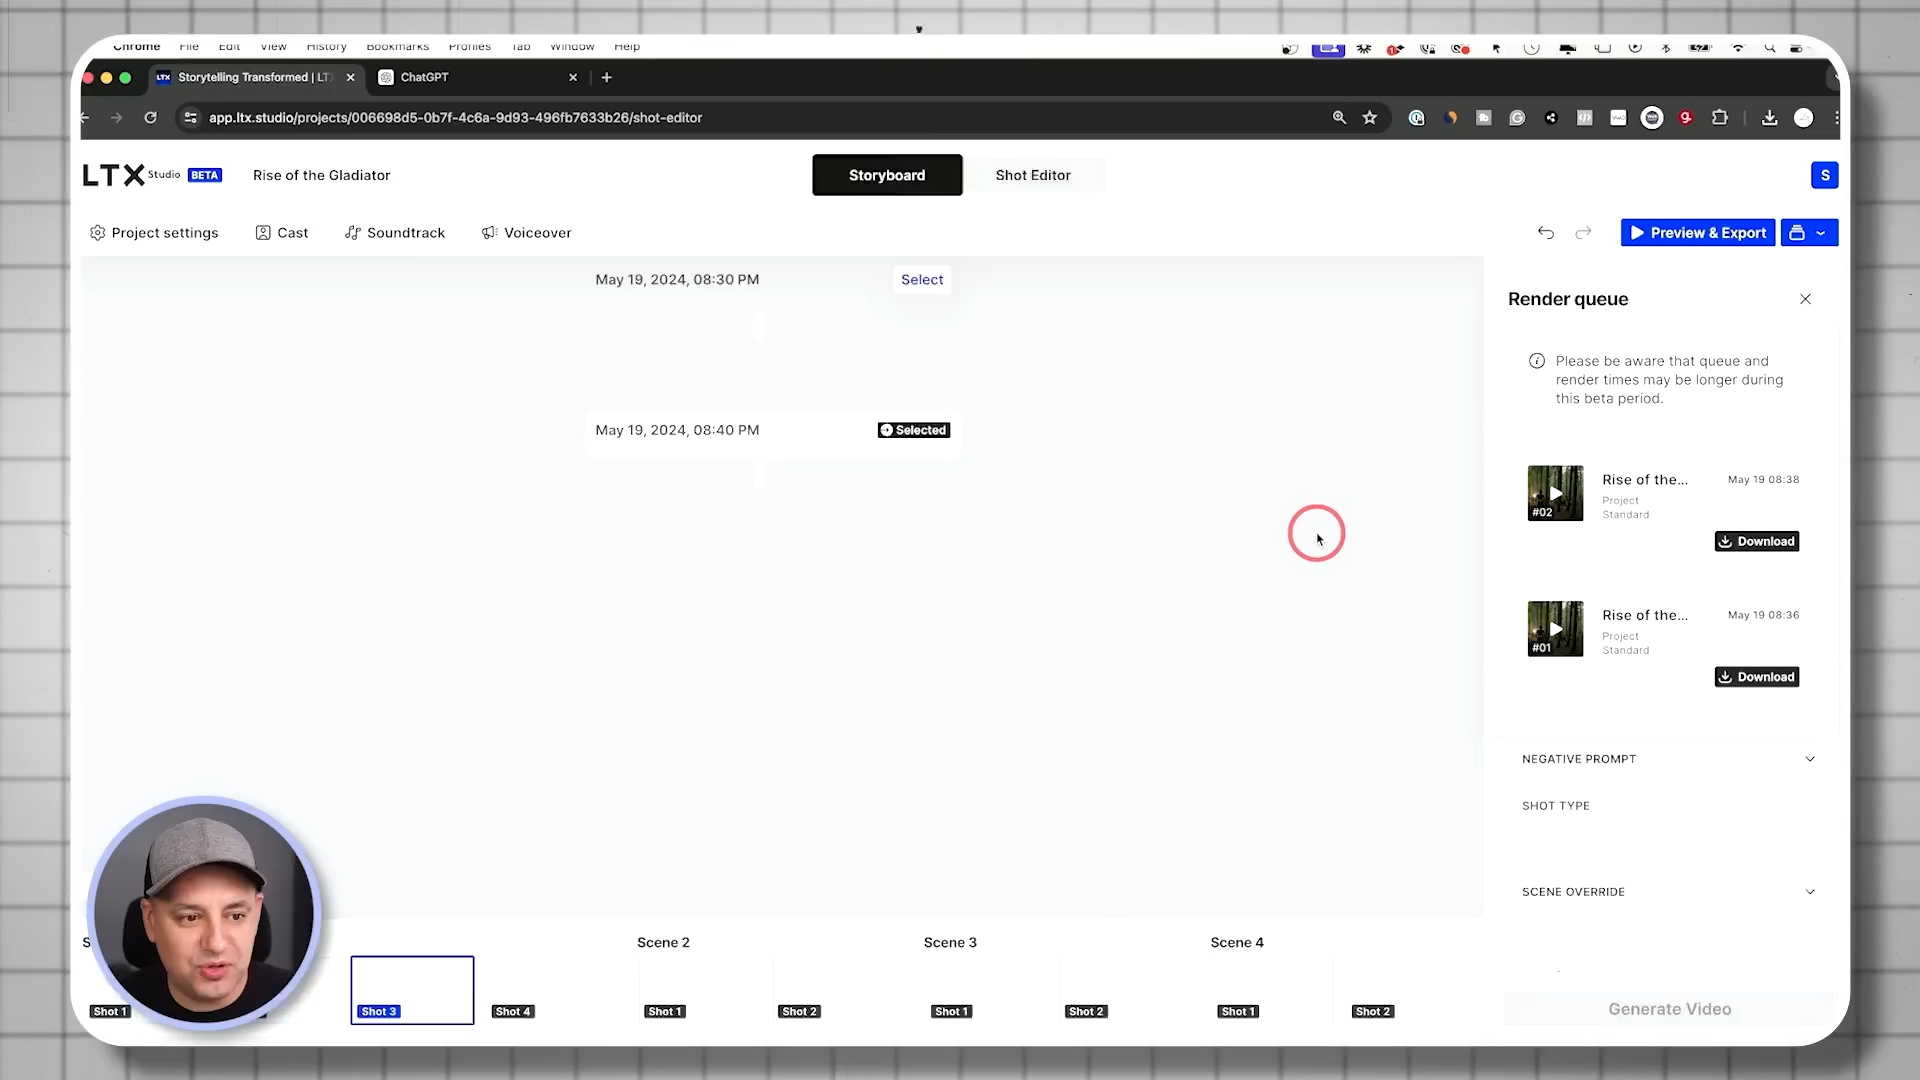 Chrome File Edit View History Bookmarks Profiles Tab Window Help
LTX Storytelling Transformed | LT
ChatGPT
app.ltx.studio/projects/006698d5-0b7f-4c6a-9d93-496fb7633b26/shot-editor
LTX Studio BETA
Rise of the Gladiator
Storyboard
Shot Editor
S
Project settings
Cast
Soundtrack
Voiceover
Preview & Export
May 19, 2024, 08:30 PM
Select
May 19, 2024, 08:40 PM
Selected
Render queue
Please be aware that queue and
render times may be longer during
this beta period.
#02
Rise of the...
May 19 08:38
Project
Standard
Download
#01
Rise of the...
May 19 08:36
Project
Standard
Download
NEGATIVE PROMPT
SHOT TYPE
SCENE OVERRIDE
Generate Video
S
Scene 2
Scene 3
Scene 4
Shot 1
Shot 3
Shot 4
Shot 1
Shot 2
Shot 1
Shot 2
Shot 1
Shot 2